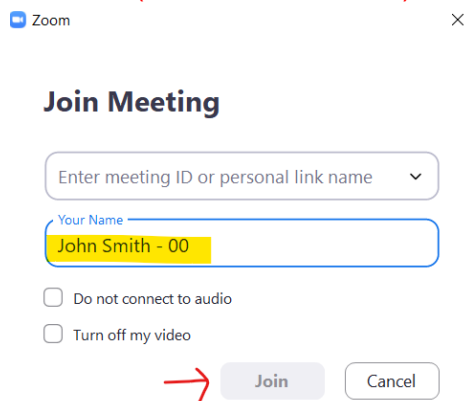 Zoom
Join Meeting
Enter meeting ID or personal link name
Your Name
John Smith - 00
Do not connect to audio
Turn off my video
Join Cancel